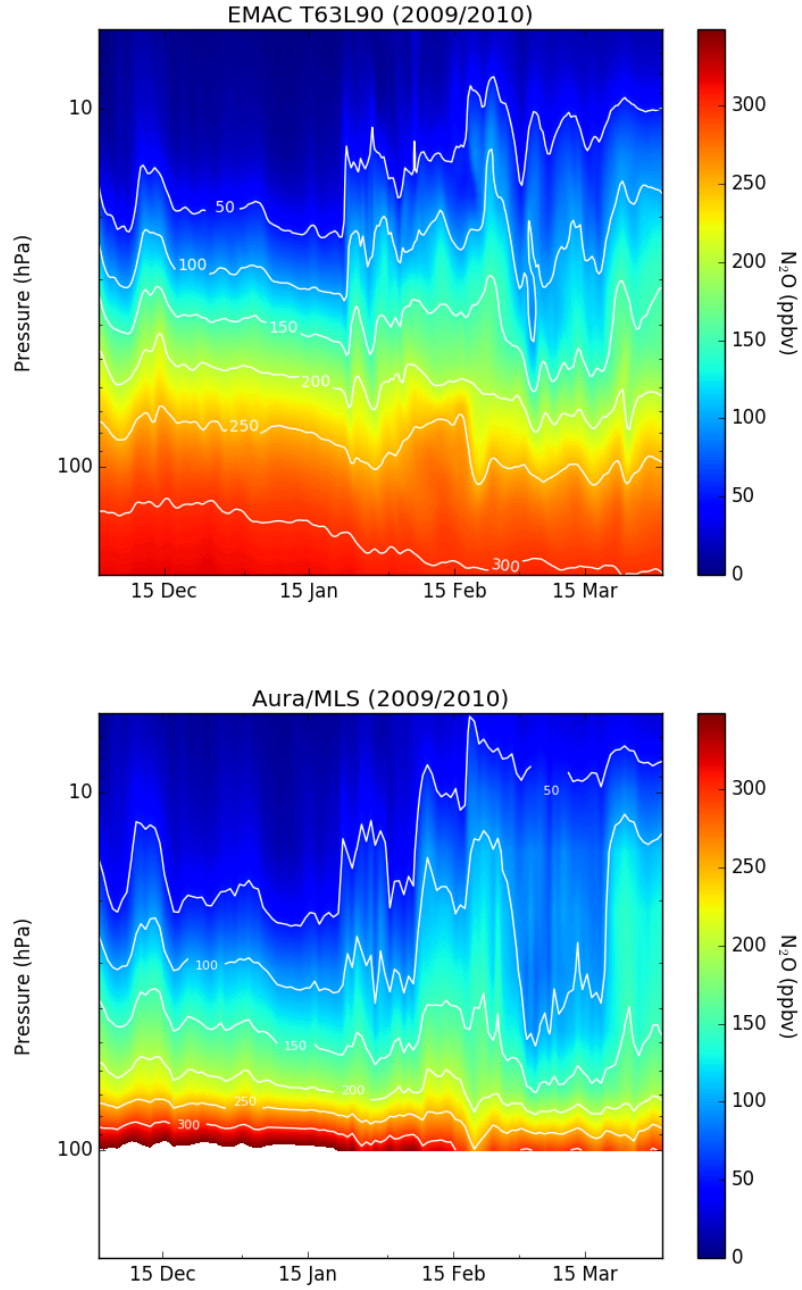 EMAC T63L90 (2009/2010)
10
100
Pressure (hPa)
50
100
150
200
250
300
15 Dec
15 Jan
15 Feb
15 Mar
300
250
200
150
100
50
0
N₂O (ppbv)
Aura/MLS (2009/2010)
10
100
Pressure (hPa)
50
100
150
200
250
300
15 Dec
15 Jan
15 Feb
15 Mar
300
250
200
150
100
50
0
N₂O (ppbv)